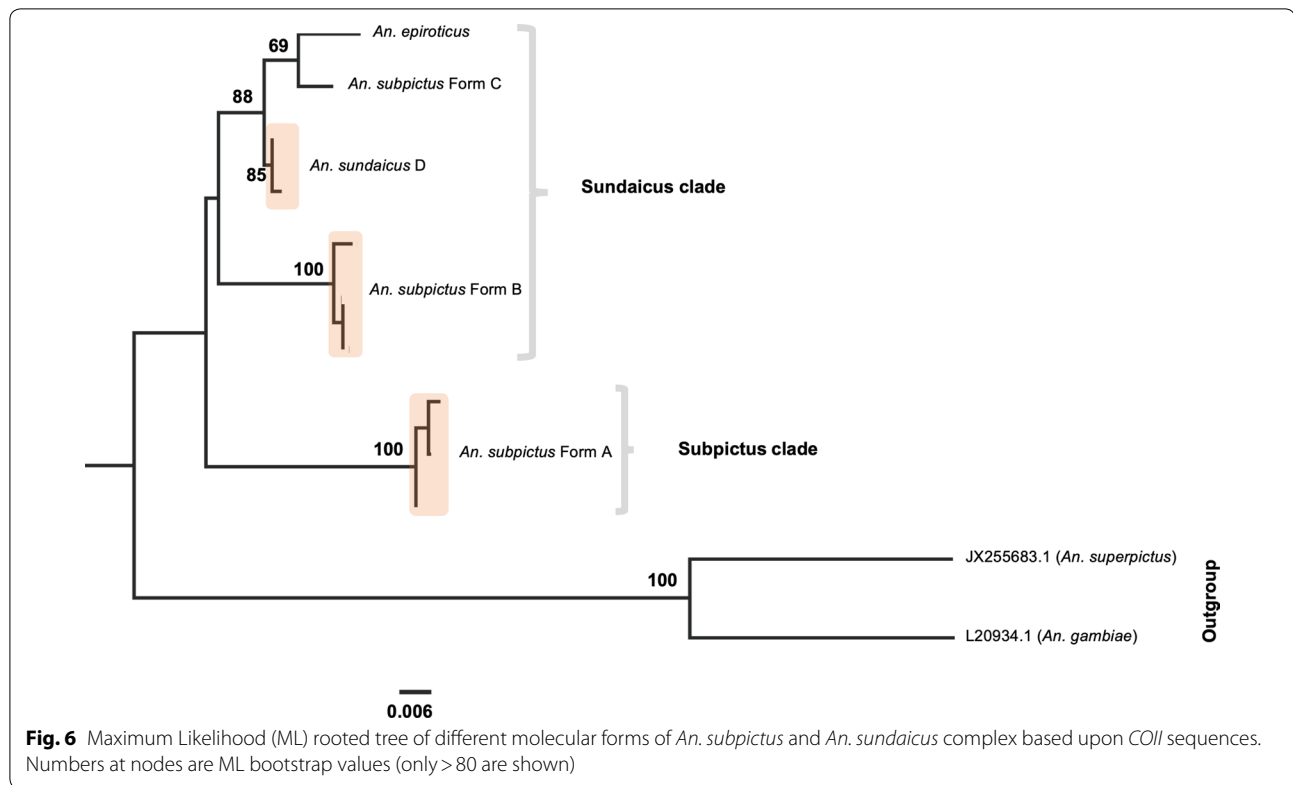 69
An. epiroticus
An. subpictus Form C
88
An. sundaicus D
85
Sundaicus clade
100
An. subpictus Form B
100
An. subpictus Form A
Subpictus clade
JX255683.1 (An. superpictus)
100
Outgroup
L20934.1 (An. gambiae)
0.006
Fig. 6 Maximum Likelihood (ML) rooted tree of different molecular forms of An. subpictus and An. sundaicus complex based upon COII sequences.
Numbers at nodes are ML bootstrap values (only > 80 are shown)